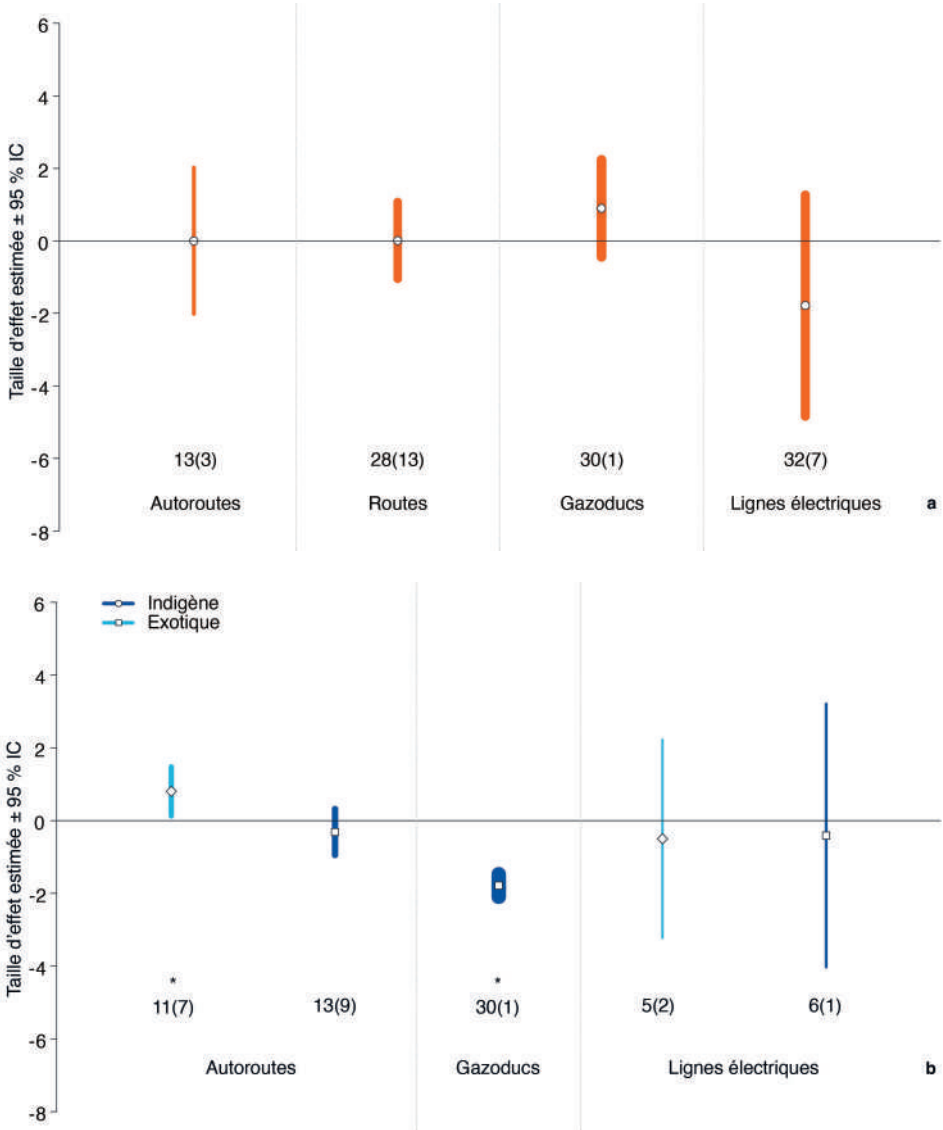 6
4
2
0
-2
-4
-6
-8
Taille d'effet estimée ± 95 % IC
13(3) 28(13) 30(1) 32(7)
Autoroutes Routes Gazoducs Lignes électriques a
Indigène
Exotique
6
4
2
0
-2
-4
-6
-8
Taille d'effet estimée ± 95 % IC
* *
11(7) 13(9) 30(1) 5(2) 6(1)
Autoroutes Gazoducs Lignes électriques b